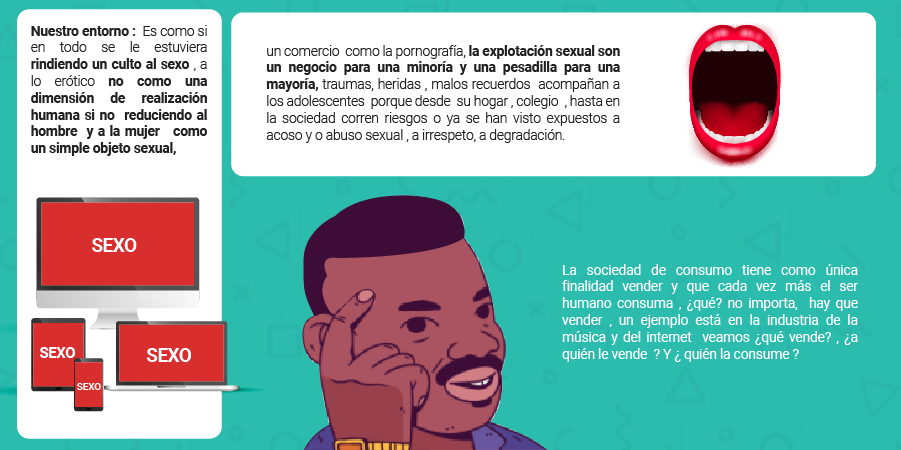 Nuestro entorno : Es como si
en todo se le estuviera
rindiendo un culto al sexo , a
lo erótico no como una
dimensión de realización
humana si no reduciendo al
hombre y a la mujer como
un simple objeto sexual,
un comercio como la pornografía, la explotación sexual son
un negocio para una minoría y una pesadilla para una
mayoría, traumas, heridas , malos recuerdos acompañan a
los adolescentes porque desde su hogar , colegio , hasta en
la sociedad corren riesgos o ya se han visto expuestos a
acoso y o abuso sexual , a irrespeto, a degradación.
SEXO
SEXO
SEXO
SEXO
La sociedad de consumo tiene como única
finalidad vender y que cada vez más el ser
humano consuma , ¿qué? no importa, hay que
vender , un ejemplo está en la industria de la
música y del internet veamos ¿qué vende? , ¿a
quién le vende ? Y ¿ quién la consume ?